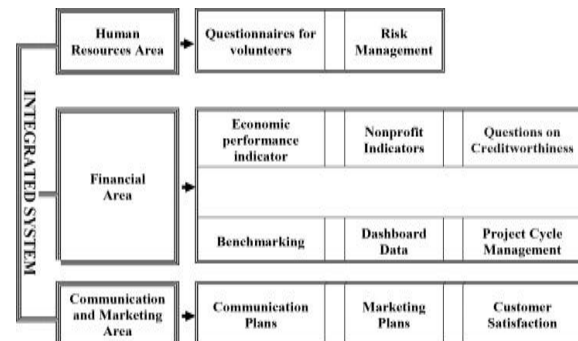 INTEGRATED SYSTEM
Human
Resources Area
Questionnaires for
volunteers
Risk
Management
Financial
Area
Economic
performance
indicator
Nonprofit
Indicators
Questions on
Creditworthiness
Benchmarking
Dashboard
Data
Project Cycle
Management
Communication
and Marketing
Area
Communication
Plans
Marketing
Plans
Customer
Satisfaction